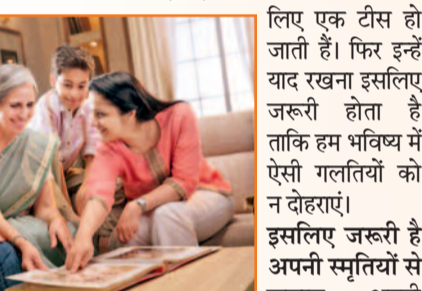 लिए एक टीस हो
जाती हैं। फिर इन्हें
याद रखना इसलिए
जरूरी होता है
ताकि हम भविष्य में
ऐसी गलतियों को
न दोहराएं।
इसलिए जरूरी है
अपनी स्मृतियों से